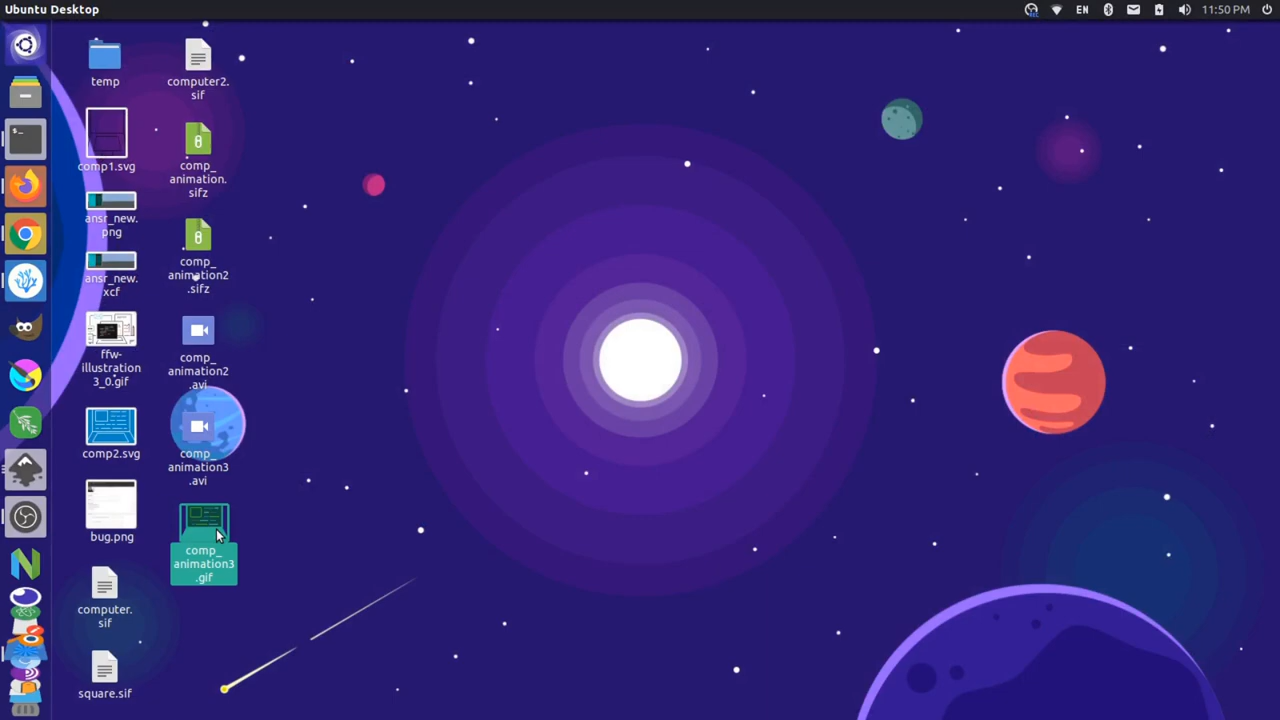 Ubuntu Desktop
EN
11:50 PM
temp
comp1.svg
ansr_new.
png
ansr_new.
xcf
ffw-
illustration
3_0.gif
comp2.svg
bug.png
computer.
sif
square.sif
computer2.
sif
comp_
animation.
sifz
comp_
animation2
.sifz
comp_
animation2
.avi
comp_
animation3
.avi
comp_
animation3
.gif